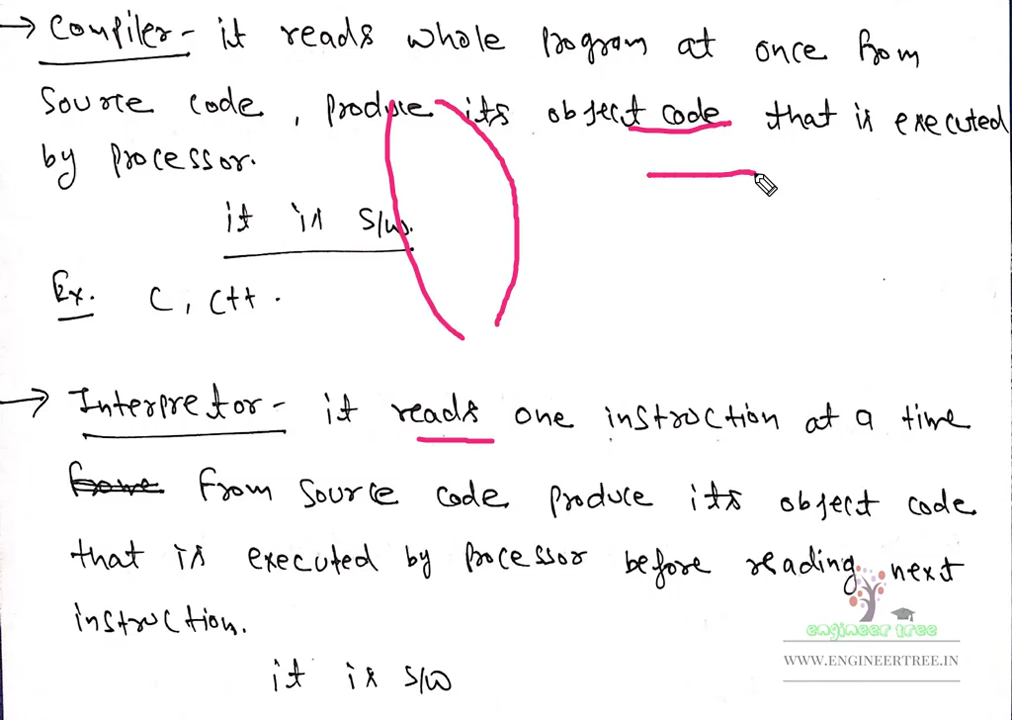 → Compiler - it reads whole program at once from
source code, produce its object code that is executed
by processor.
it is s/w.
Ex. C, C++.
→ Interpretor - it reads one instruction at a time
from source code produce its object code
that is executed by processor before reading next
instruction.
it is s/w
engineer tree
WWW.ENGINEERTREE.IN